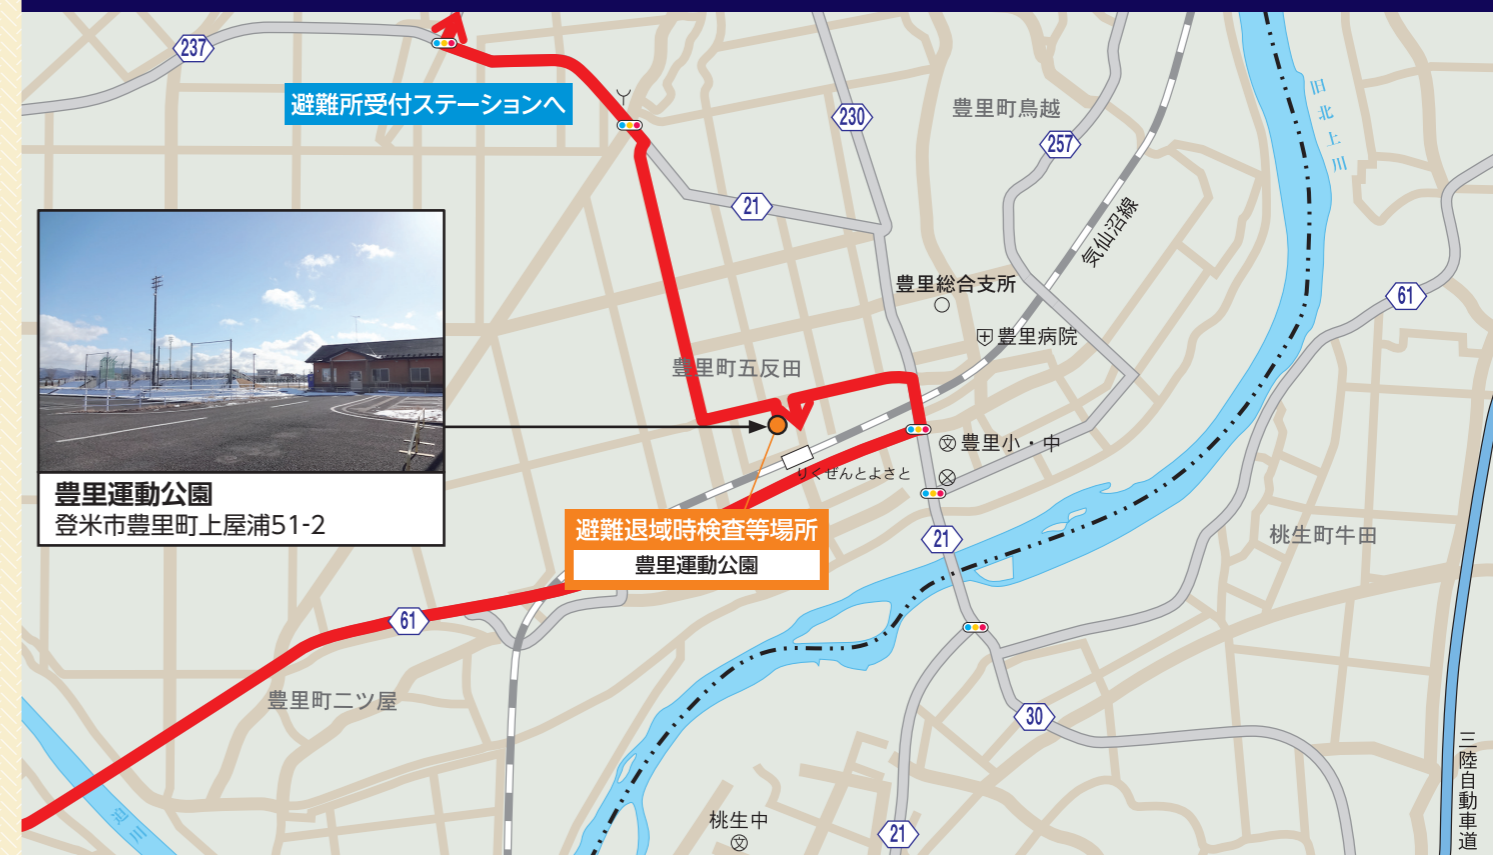 237
避難所受付ステーションへ
230
豊里町鳥越
旧北上川
257
21
気仙沼線
豊里総合支所
61
豊里病院
豊里町五反田
豊里小・中
りくぜんとよさと
豊里運動公園
登米市豊里町上屋浦51-2
避難退域時検査等場所
豊里運動公園
21
桃生町牛田
61
豊里町二ツ屋
30
三陸自動車道
迫川
桃生中
21